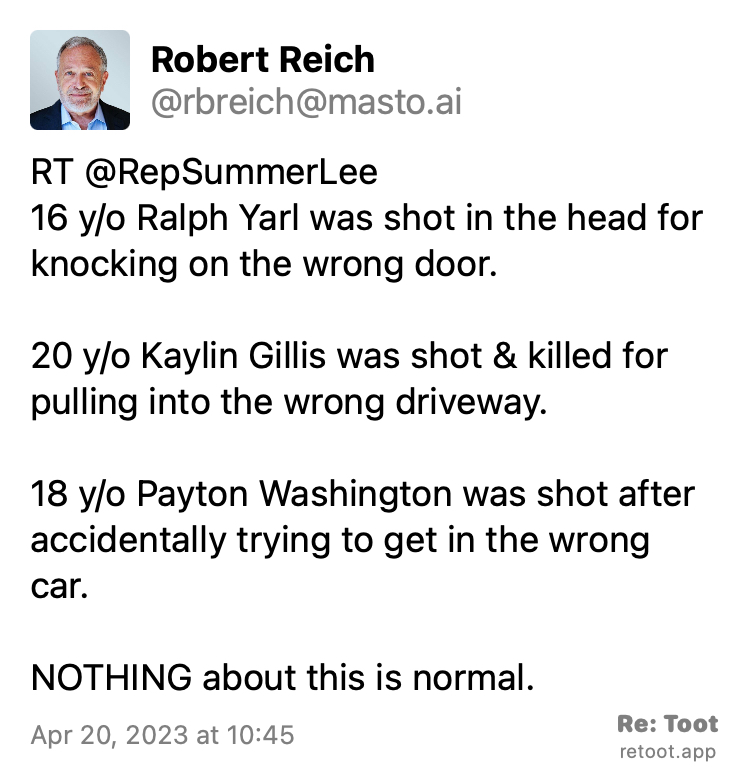 Robert Reich
@rbreich@masto.ai
RT @RepSummerLee
16 y/o Ralph Yarl was shot in the head for
knocking on the wrong door.
20 y/o Kaylin Gillis was shot & killed for
pulling into the wrong driveway.
18 y/o Payton Washington was shot after
accidentally trying to get in the wrong
car.
NOTHING about this is normal.
Apr 20, 2023 at 10:45
Re: Toot
retoot.app